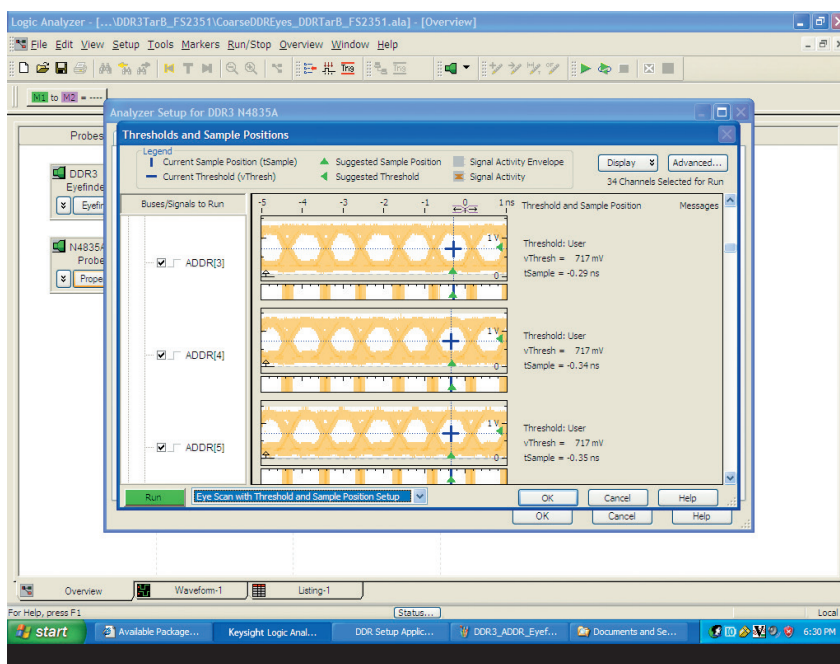 Logic Analyzer - [...\DDR3TarB_FS2351\CoarseDDREyes_DDRTarB_FS2351.ala] - [Overview]
File Edit View Setup Tools Markers Run/Stop Overview Window Help
M1 to M2 = ----
Analyzer Setup for DDR3 N4835A
Probes
Thresholds and Sample Positions
Legend
Current Sample Position (tSample) Suggested Sample Position Signal Activity Envelope
Current Threshold (vThresh) Suggested Threshold Signal Activity
Display Advanced...
34 Channels Selected for Run
DDR3
Eyefinde
Eyefin
N4835A
Probe
Prope
Buses/Signals to Run -5 -4 -3 -2 -1 0 1 ns Threshold and Sample Position Messages
ADDR[3]
1 V
0
Threshold: User
vThresh = 717 mV
tSample = -0.29 ns
ADDR[4]
1 V
0
Threshold: User
vThresh = 717 mV
tSample = -0.34 ns
ADDR[5]
1 V
0
Threshold: User
vThresh = 717 mV
tSample = -0.35 ns
Run Eye Scan with Threshold and Sample Position Setup OK Cancel Help
OK Cancel Help
Overview Waveform-1 Listing-1
For Help, press F1 Status... Local
start Available Package... Keysight Logic Anal... DDR Setup Applic... DDR3_ADDR_Eyef... Documents and Se... 6:30 PM